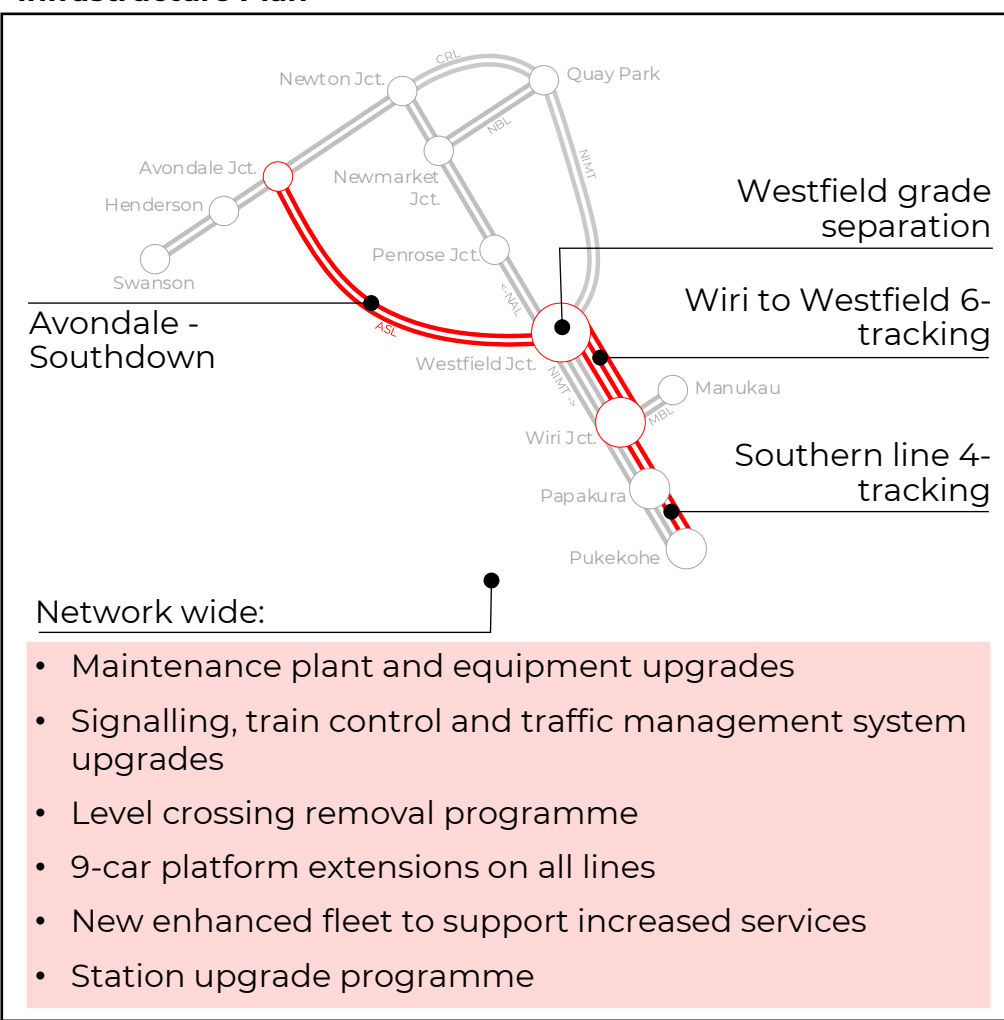 Infrastructure Plan
CRL
Newton Jct.
Quay Park
NBL
Avondale Jct.
Newmarket
Jct.
NIMT
Henderson
Westfield grade
separation
Penrose Jct.
Swanson
<-NAL
Wiri to Westfield 6-
tracking
Avondale -
Southdown
ASL
Westfield Jct.
NIMT ->
Manukau
MBL
Wiri Jct.
Southern line 4-
tracking
Papakura
Pukekohe
Network wide:
• Maintenance plant and equipment upgrades
• Signalling, train control and traffic management system
upgrades
• Level crossing removal programme
• 9-car platform extensions on all lines
• New enhanced fleet to support increased services
• Station upgrade programme